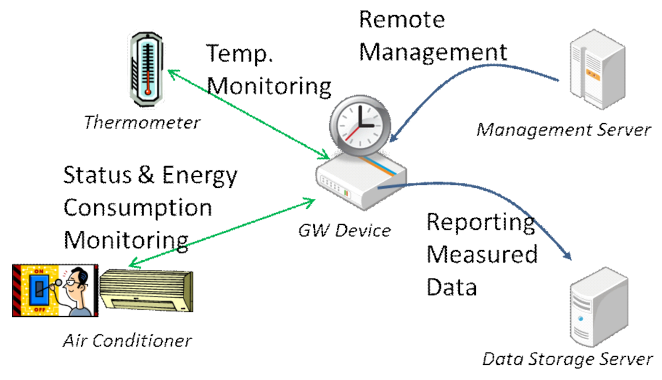 Remote
Management
Temp.
Monitoring
Thermometer
Management Server
Status & Energy
Consumption
Monitoring
GW Device
Reporting
Measured
Data
ON
OFF
Air Conditioner
Data Storage Server